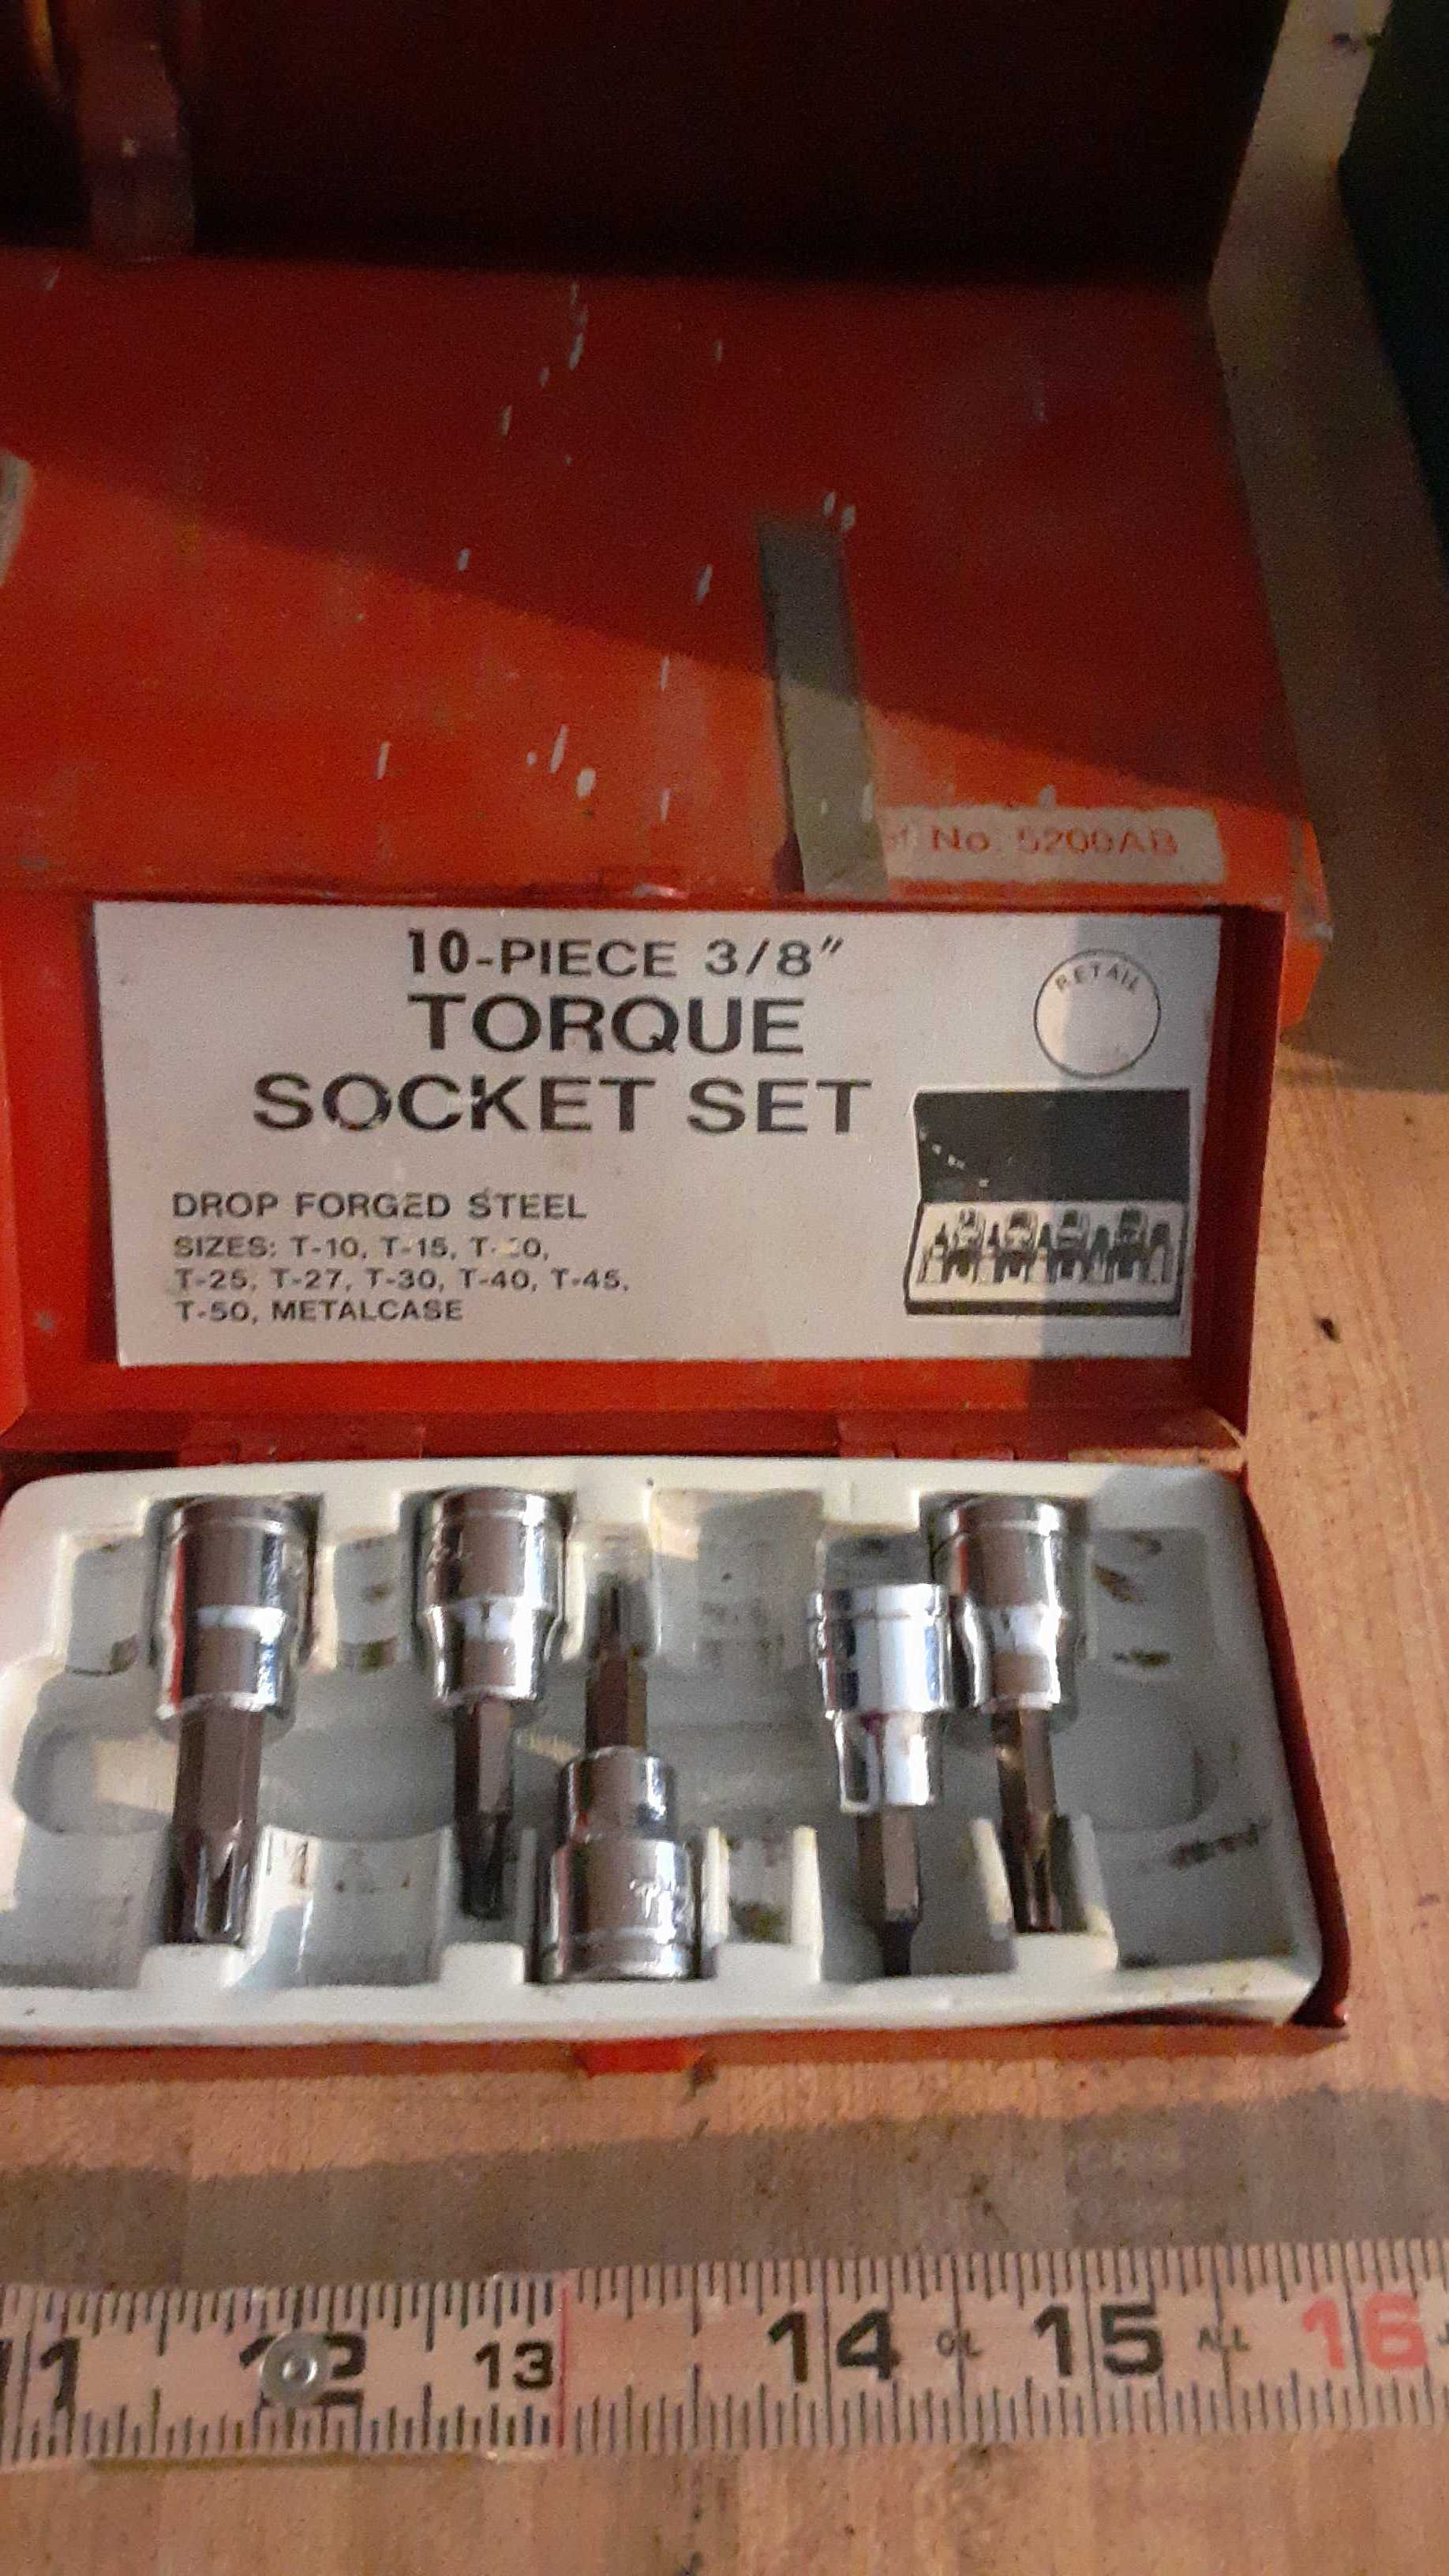 No. 5200AB
10-PIECE 3/8"
TORQUE
SOCKET SET
RETAIL
DROP FORGED STEEL
SIZES: T-10, T-15,
T-25, T-27, T-30, T-40, T-45,
T-50, METALCASE
11 12 13 14 15 16